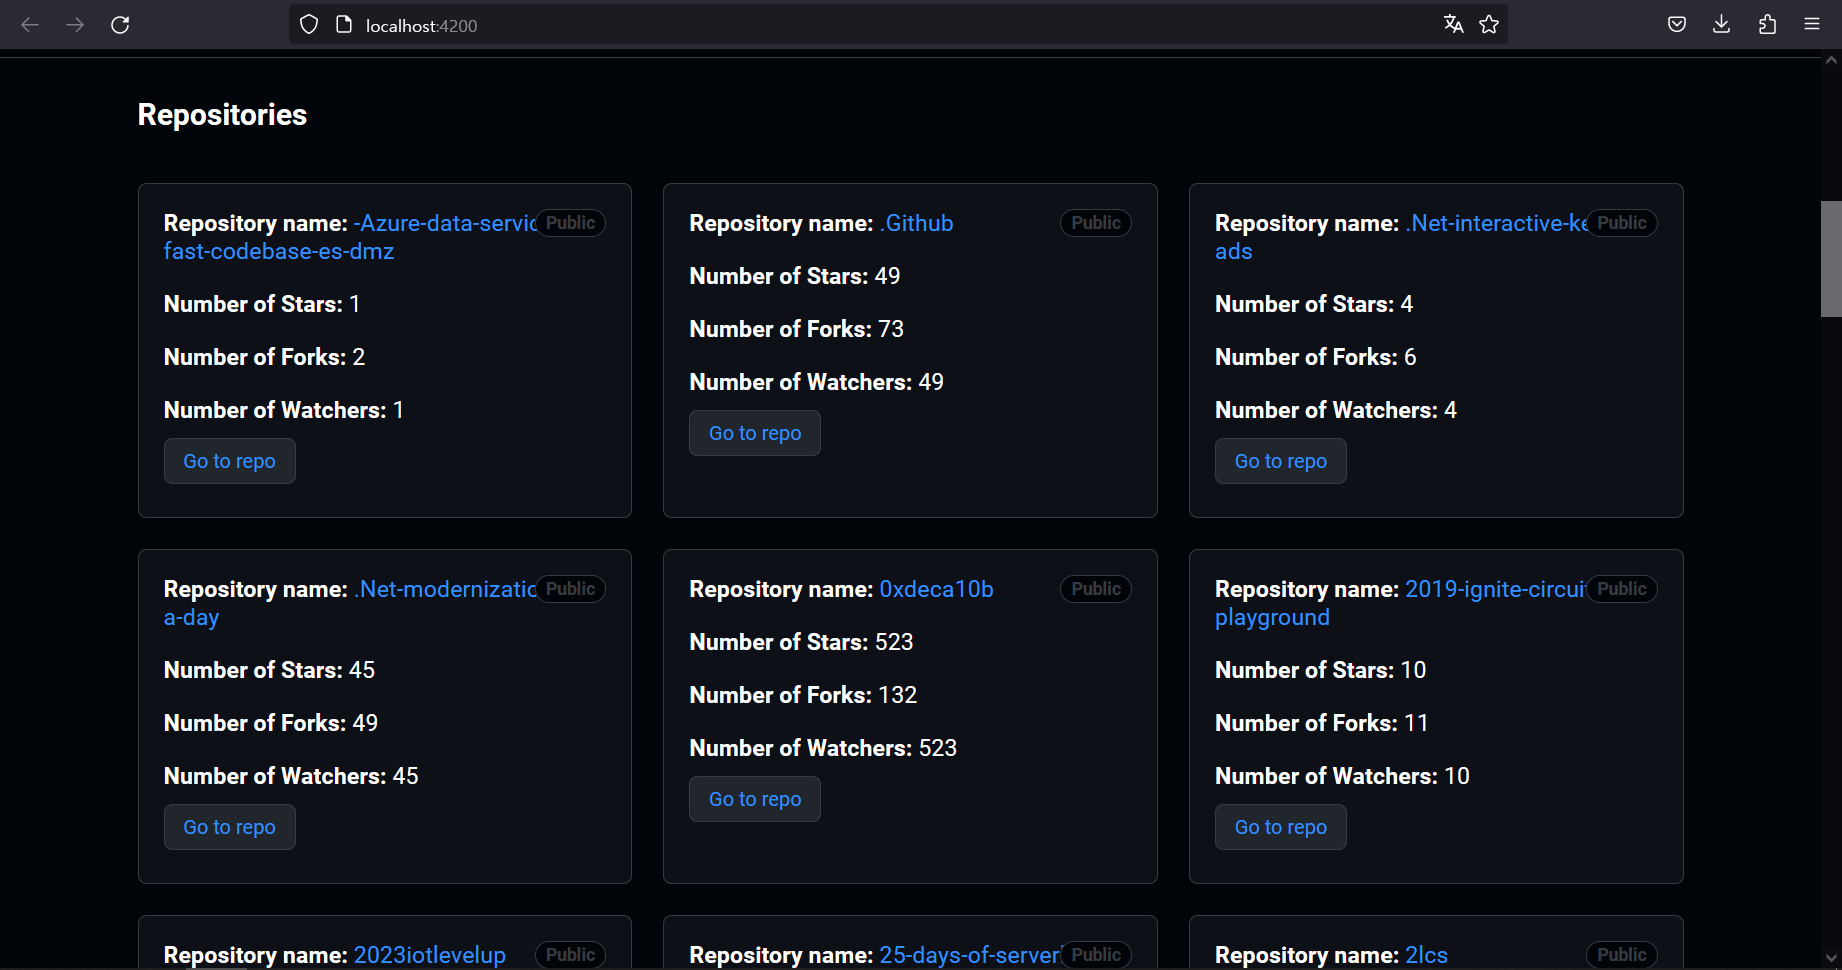 localhost:4200
Repositories
Repository name: -Azure-data-servic Public
fast-codebase-es-dmz
Number of Stars: 1
Number of Forks: 2
Number of Watchers: 1
Go to repo
Repository name: .Github Public
Number of Stars: 49
Number of Forks: 73
Number of Watchers: 49
Go to repo
Repository name: .Net-interactive-ke Public
ads
Number of Stars: 4
Number of Forks: 6
Number of Watchers: 4
Go to repo
Repository name: .Net-modernizatio Public
a-day
Number of Stars: 45
Number of Forks: 49
Number of Watchers: 45
Go to repo
Repository name: 0xdeca10b Public
Number of Stars: 523
Number of Forks: 132
Number of Watchers: 523
Go to repo
Repository name: 2019-ignite-circuit Public
playground
Number of Stars: 10
Number of Forks: 11
Number of Watchers: 10
Go to repo
Repository name: 2023iotlevelup Public
Repository name: 25-days-of-server Public
Repository name: 2lcs Public